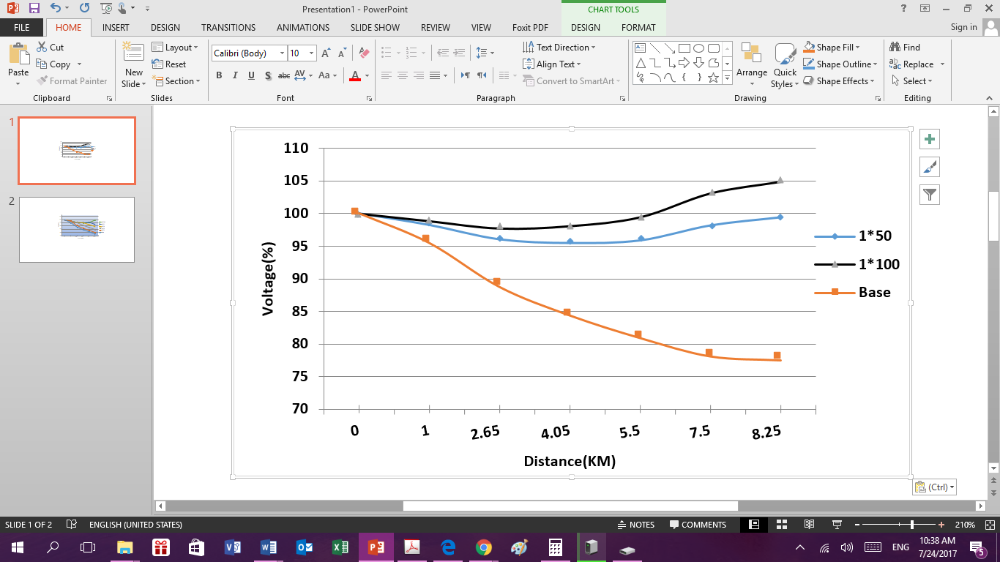 Presentation1 - PowerPoint
CHART TOOLS
?
FILE HOME INSERT DESIGN TRANSITIONS ANIMATIONS SLIDE SHOW REVIEW VIEW Foxit PDF DESIGN FORMAT Sign in
Paste
Cut
Copy
Format Painter
Clipboard
New Slide
Layout
Reset
Section
Slides
Calibri (Body) 10 A A
B I U S abc AV Aa A
Font
Text Direction
Align Text
Convert to SmartArt
Paragraph
Arrange
Quick Styles
Shape Fill
Shape Outline
Shape Effects
Drawing
Find
Replace
Select
Editing
1
2
110
105
100
95
90
85
80
75
70
Voltage(%)
0 1 2.65 4.05 5.5 7.5 8.25
Distance(KM)
1*50
1*100
Base
(Ctrl)
SLIDE 1 OF 2 ENGLISH (UNITED STATES) NOTES COMMENTS 210%
ENG
10:38 AM
7/24/2017
5